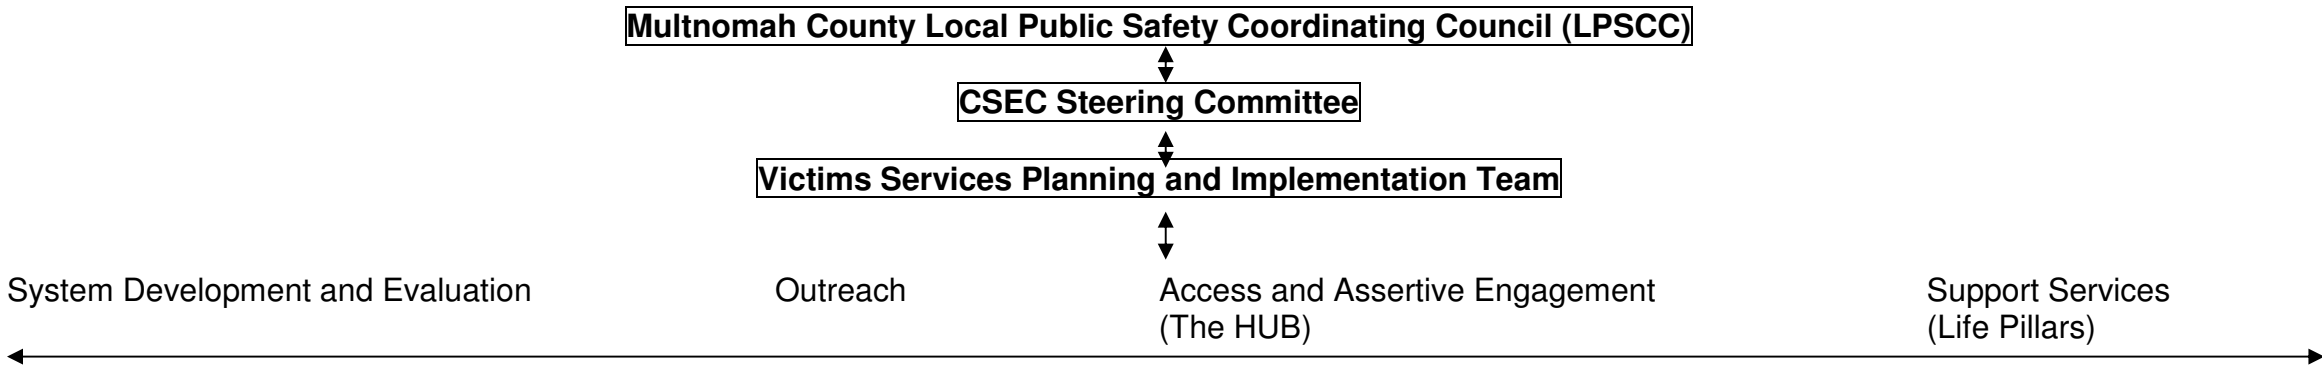 Multnomah County Local Public Safety Coordinating Council (LPSCC)
CSEC Steering Committee
Victims Services Planning and Implementation Team
System Development and Evaluation
Outreach
Access and Assertive Engagement
(The HUB)
Support Services
(Life Pillars)